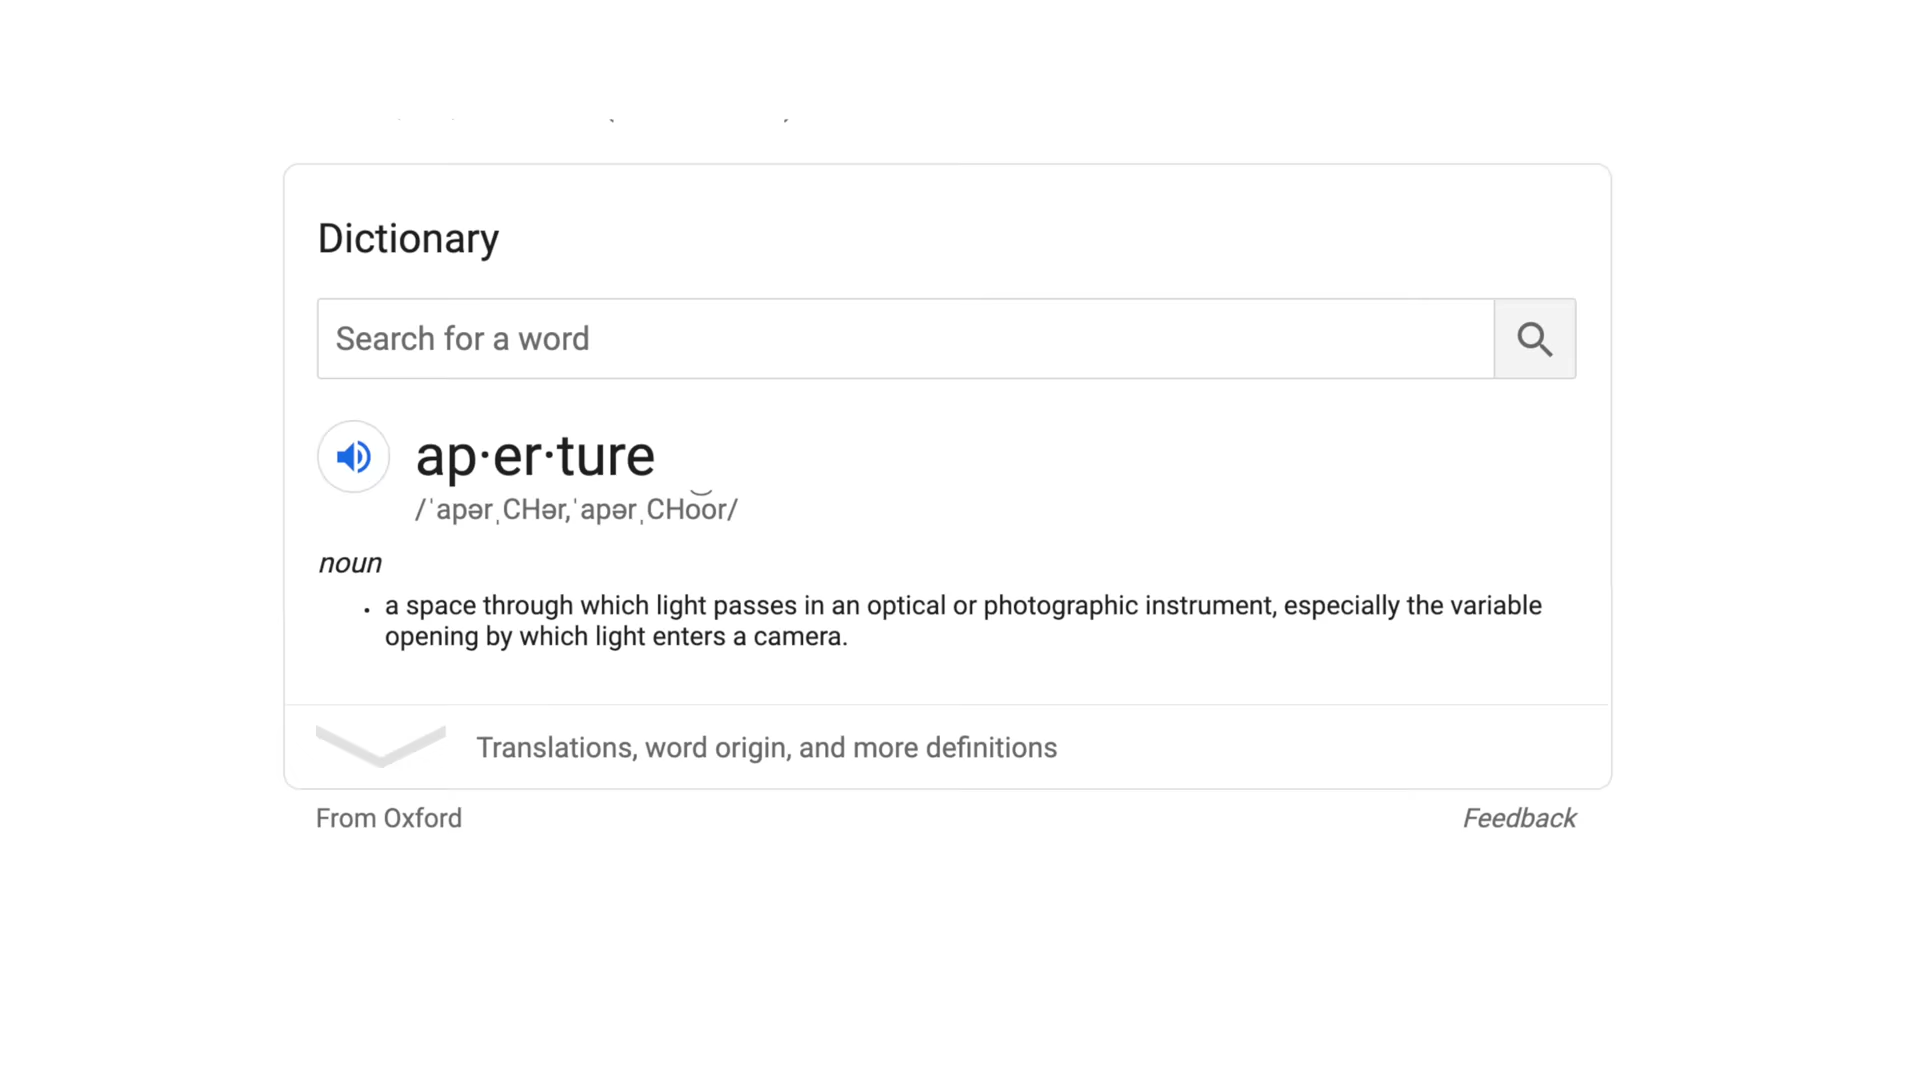 Dictionary
Search for a word
ap·er·ture
/ˈapərˌCHər,ˈapərˌCHo͝or/
noun
• a space through which light passes in an optical or photographic instrument, especially the variable
opening by which light enters a camera.
Translations, word origin, and more definitions
From Oxford
Feedback